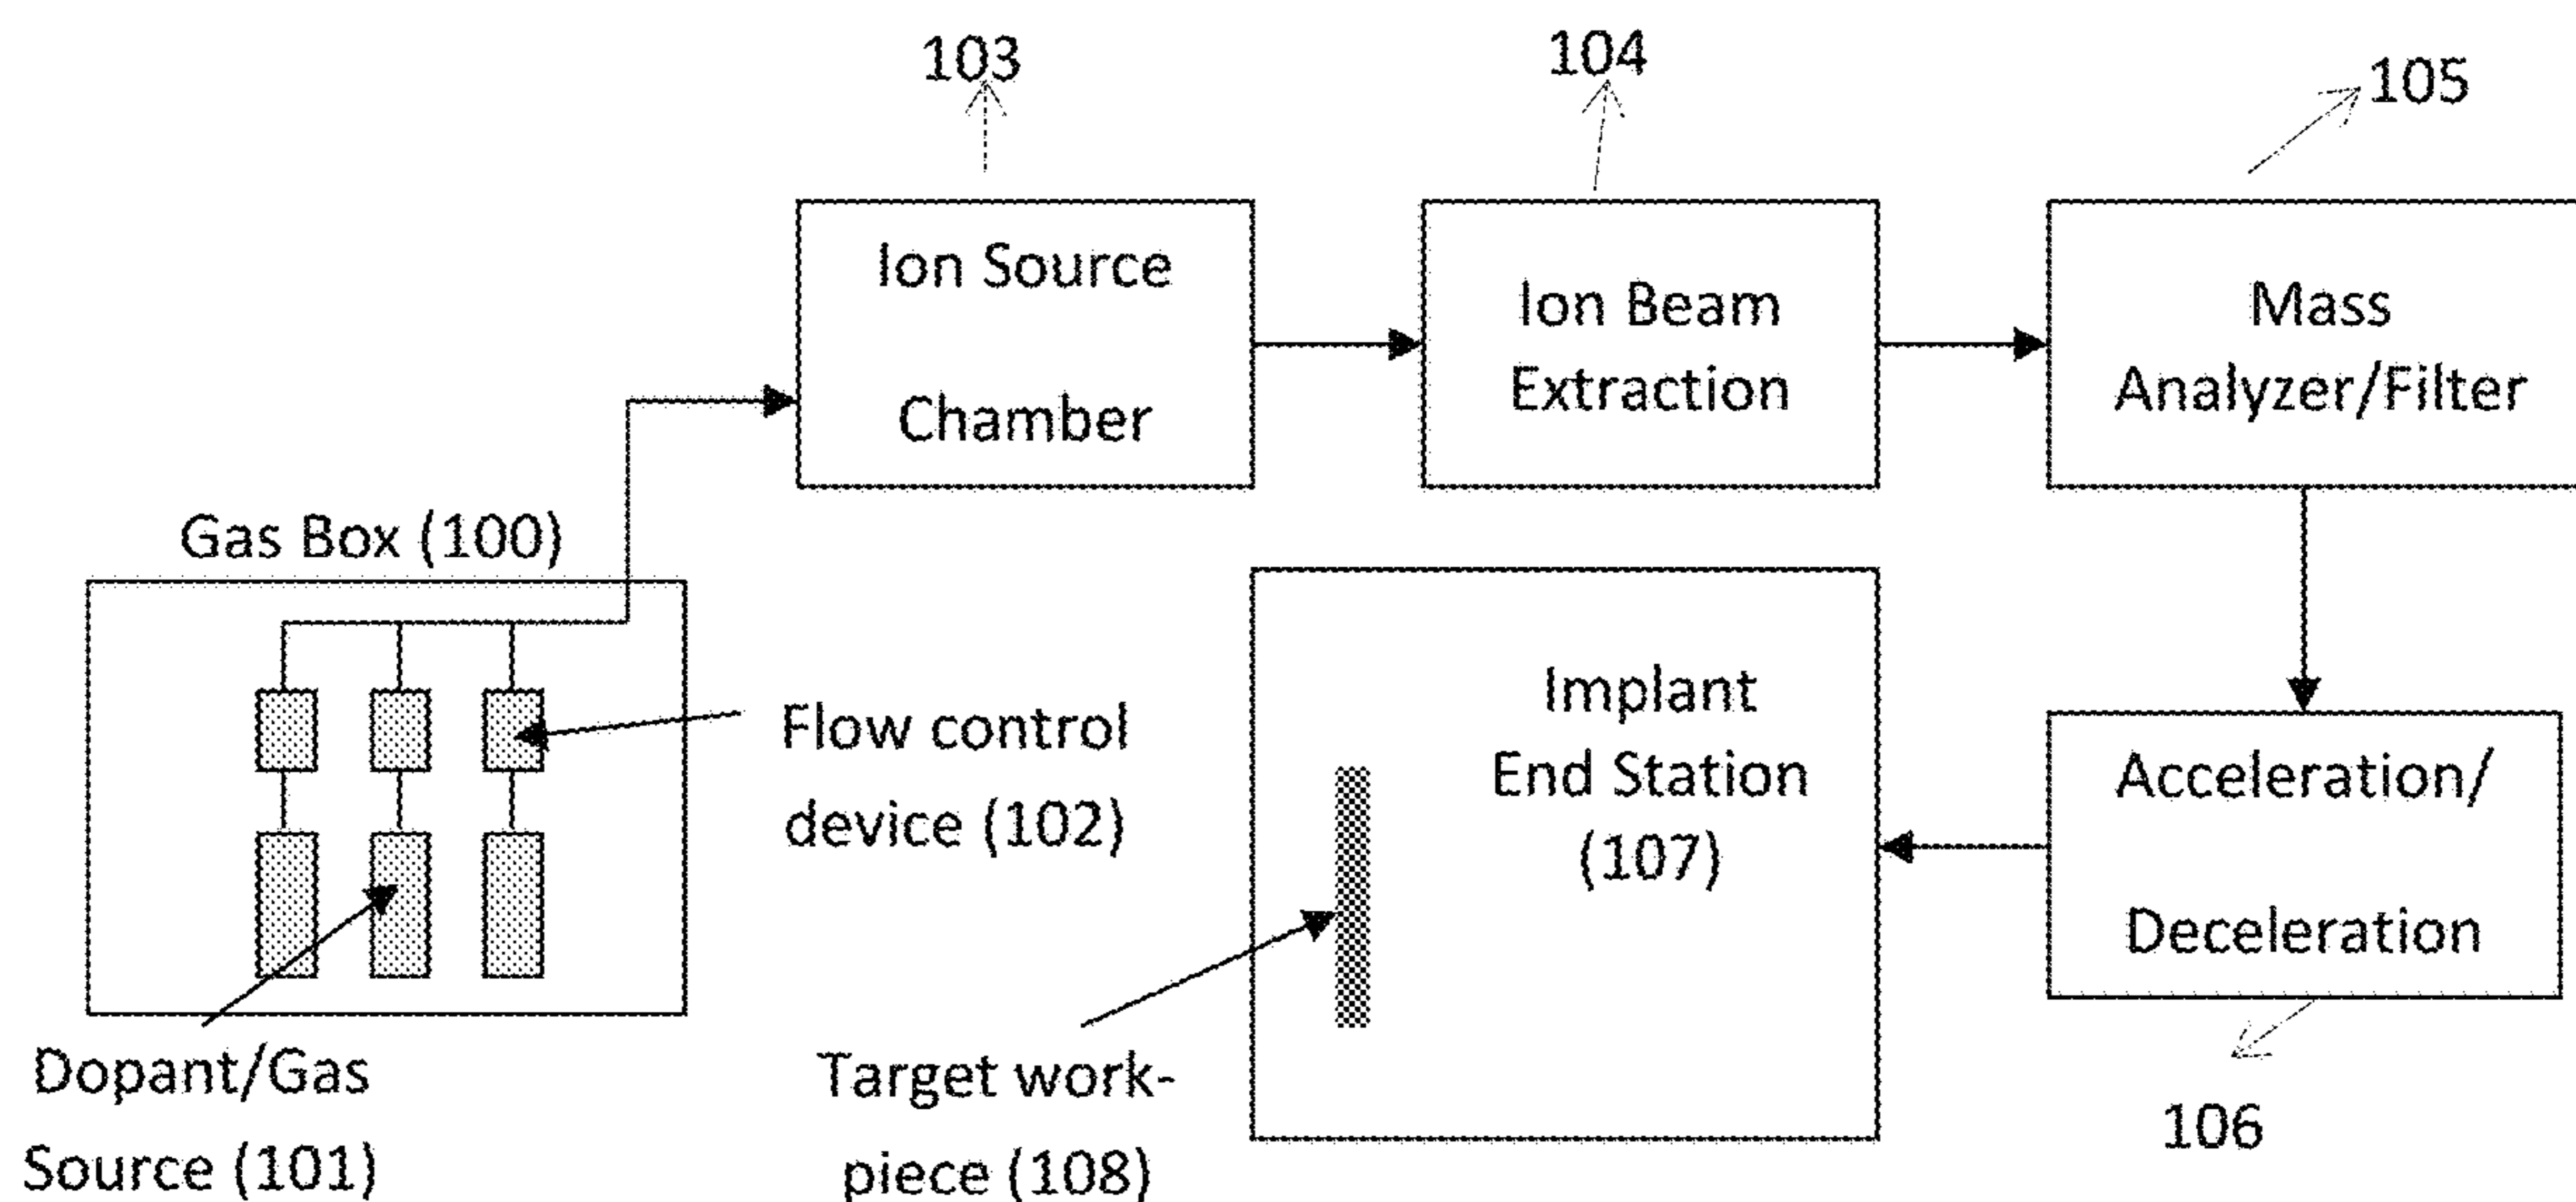 103
104
105
Ion Source
Chamber
Ion Beam
Extraction
Mass
Analyzer/Filter
Gas Box (100)
Flow control
device (102)
Implant
End Station
(107)
Acceleration/
Deceleration
Dopant/Gas
Source (101)
Target work-
piece (108)
106